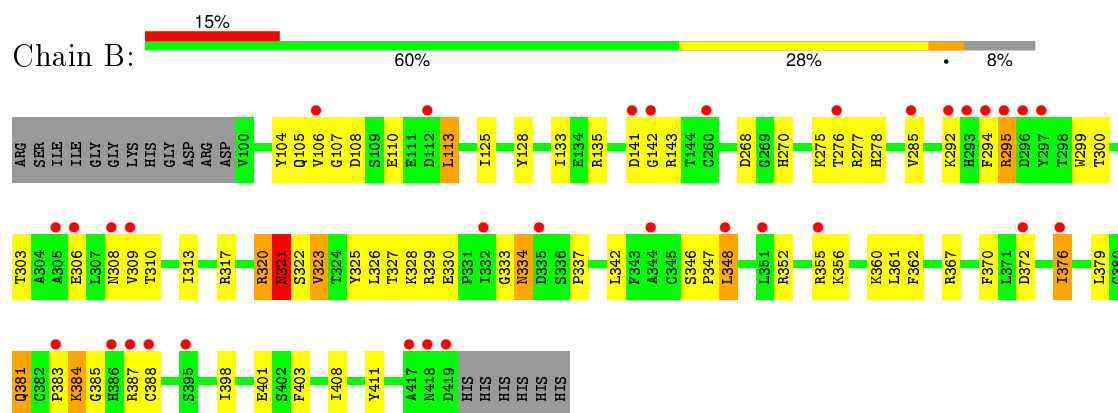 15%
Chain B:
60% 28% • 8%
ARG SER ILE ILE GLY GLY LYS HIS GLY ASP ARG ASP V100 Y104 Q105 V106 G107 D108 S109 E110 E111 D112 L113 I125 Y128 I133 E134 R135 D141 G142 R143 T144 C260 D268 G269 H270 K275 T276 R277 H278 V285 K292 H293 F294 R295 D296 Y297 T298 W299 T300
T303 A304 A305 E306 L307 N308 V309 T310 I313 R317 R320 N321 S322 V323 T324 Y325 L326 T327 K328 R329 E330 P331 I332 G333 N334 D335 S336 P337 L342 F343 A344 C345 S346 P347 L348 L351 R352 R355 K356 K360 L361 F362 R367 F370 L371 D372 I376 L379 C380
Q381 C382 P383 K384 G385 H386 R387 C388 S395 I398 E401 S402 F403 I408 Y411 A417 N418 D419 HIS HIS HIS HIS HIS HIS